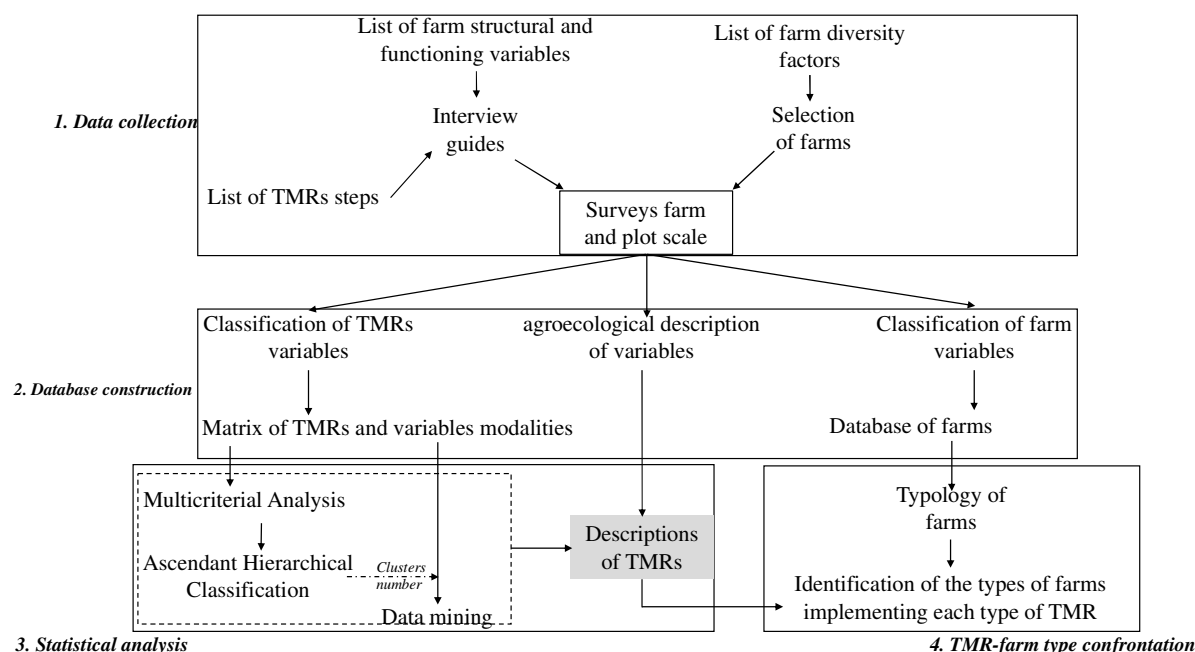 List of farm structural and
functioning variables
List of farm diversity
factors
1. Data collection
Interview
guides
Selection
of farms
List of TMRs steps
Surveys farm
and plot scale
Classification of TMRs
variables
agroecological description
of variables
Classification of farm
variables
2. Database construction
Matrix of TMRs and variables modalities
Database of farms
Multicriterial Analysis
Typology of
farms
Descriptions
of TMRs
Ascendant Hierarchical
Classification
Clusters
number
Identification of the types of farms
implementing each type of TMR
Data mining
3. Statistical analysis
4. TMR-farm type confrontation